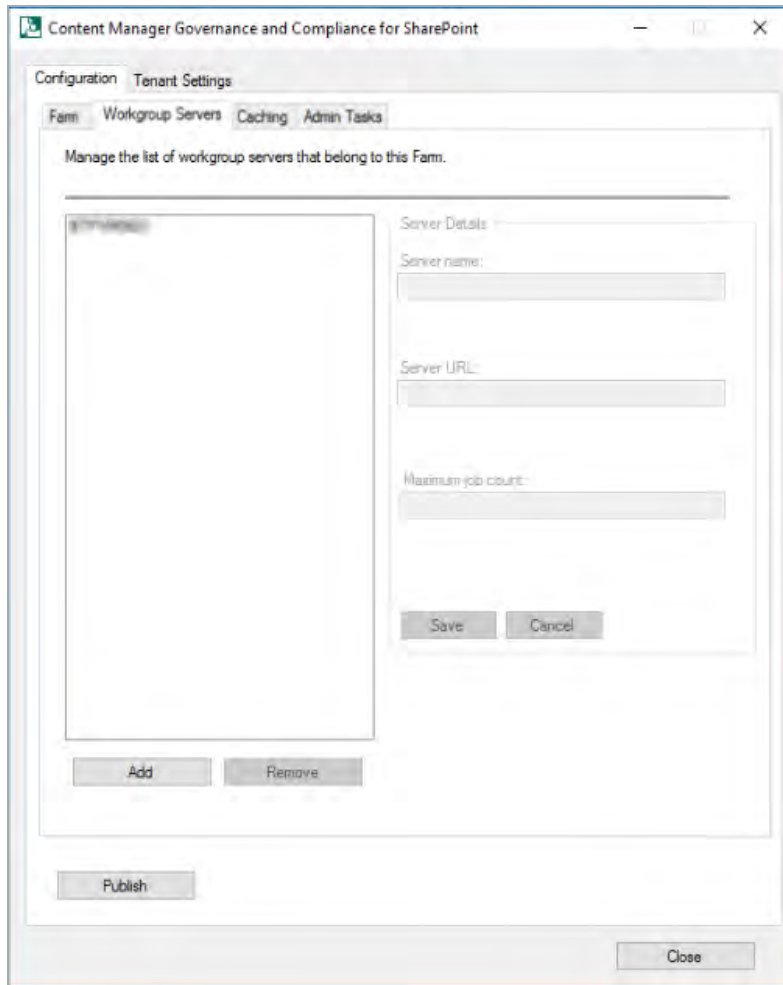 Content Manager Governance and Compliance for SharePoint
Configuration Tenant Settings
Farm Workgroup Servers Caching Admin Tasks
Manage the list of workgroup servers that belong to this Farm.
Server Details
Server name:
Server URL:
Maximum job count:
Save Cancel
Add Remove
Publish
Close